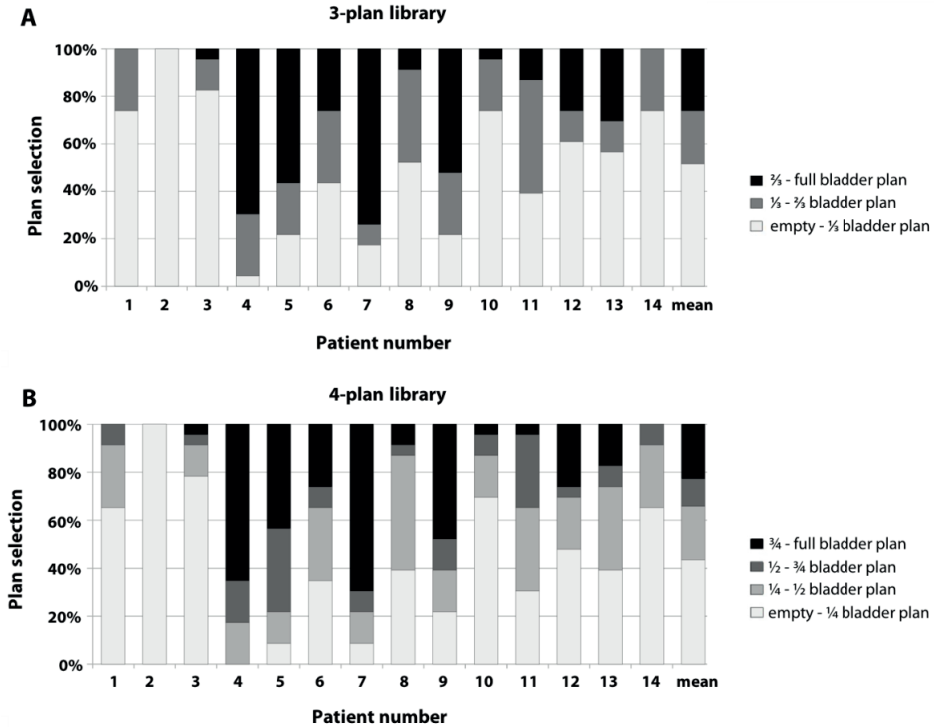 A
3-plan library
100%
80%
60%
40%
20%
0%
Plan selection
1 2 3 4 5 6 7 8 9 10 11 12 13 14 mean
Patient number
⅔ - full bladder plan
⅓ - ⅔ bladder plan
empty - ⅓ bladder plan
B
4-plan library
100%
80%
60%
40%
20%
0%
Plan selection
1 2 3 4 5 6 7 8 9 10 11 12 13 14 mean
Patient number
¾ - full bladder plan
½ - ¾ bladder plan
¼ - ½ bladder plan
empty - ¼ bladder plan